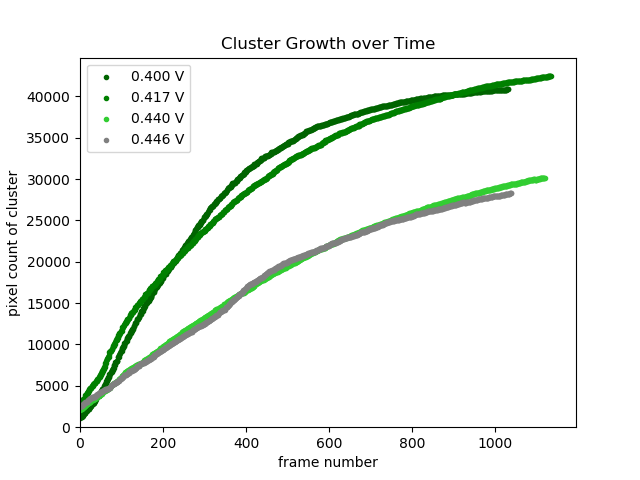 Cluster Growth over Time
0.400 V
0.417 V
0.440 V
0.446 V
40000
35000
30000
25000
20000
15000
10000
5000
0
pixel count of cluster
0 200 400 600 800 1000
frame number